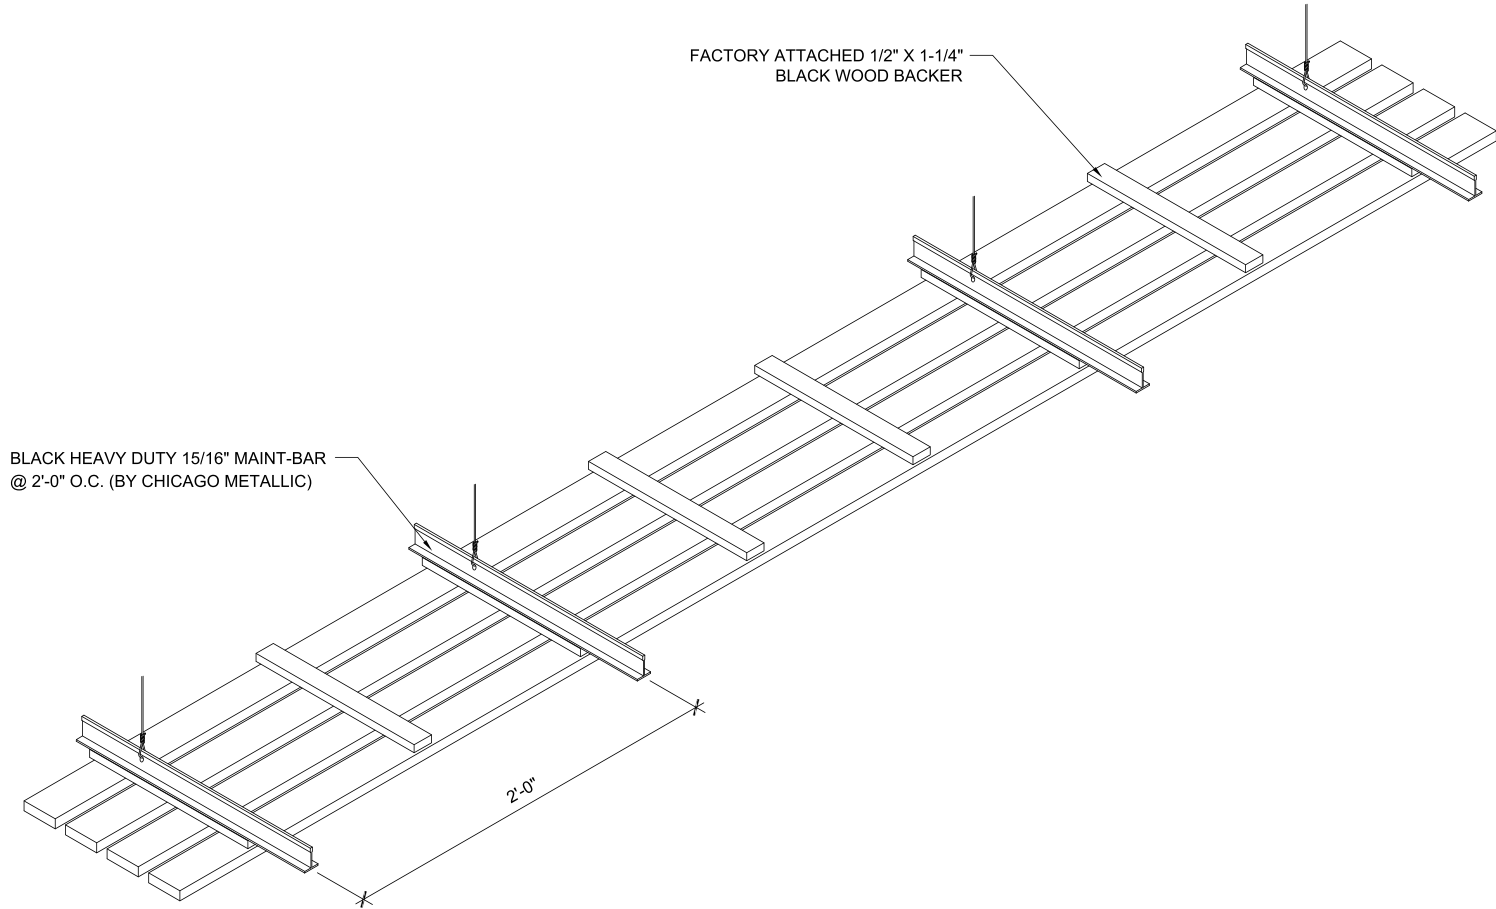 FACTORY ATTACHED 1/2" X 1-1/4"
BLACK WOOD BACKER
BLACK HEAVY DUTY 15/16" MAINT-BAR
@ 2'-0" O.C. (BY CHICAGO METALLIC)
2'-0"